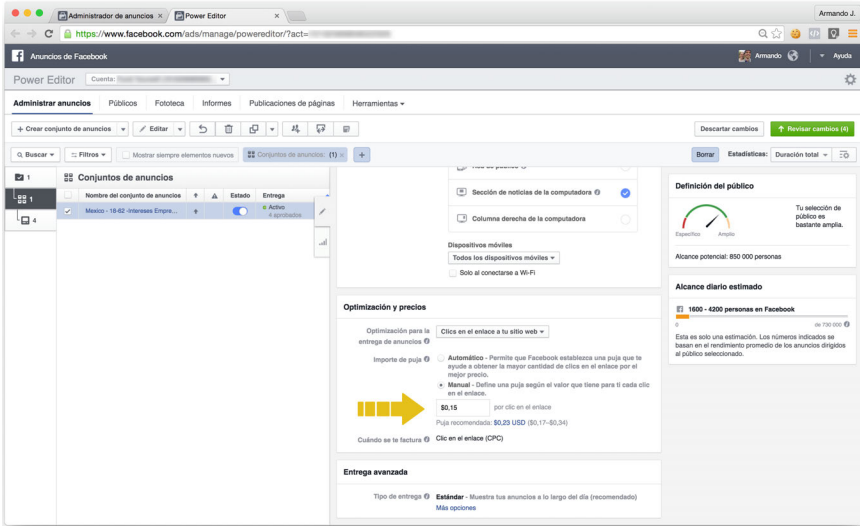 Administrador de anuncios
Power Editor
Armando J.
https://www.facebook.com/ads/manage/powereditor/?act=
Anuncios de Facebook
Armando
Ayuda
Power Editor
Cuenta:
Administrar anuncios
Públicos
Fototeca
Informes
Publicaciones de páginas
Herramientas
+ Crear conjunto de anuncios
Editar
Descartar cambios
Revisar cambios (4)
Buscar
Filtros
Mostrar siempre elementos nuevos
Conjuntos de anuncios: (1) ×
+
Borrar
Estadísticas:
Duración total
1
1
4
Conjuntos de anuncios
Nombre del conjunto de anuncios
Estado
Entrega
Mexico - 16-62 -Intereses Empre...
Activo
4 aprobados
Sección de noticias de la computadora
Columna derecha de la computadora
Dispositivos móviles
Todos los dispositivos móviles
Solo al conectarse a Wi-Fi
Optimización y precios
Optimización para la
entrega de anuncios
Clics en el enlace a tu sitio web
Importe de puja
Automático - Permite que Facebook establezca una puja que te
ayude a obtener la mayor cantidad de clics en el enlace por el
mejor precio.
Manual - Define una puja según el valor que tiene para ti cada clic
en el enlace.
$0,15
por clic en el enlace
Puja recomendada: $0,23 USD ($0,17–$0,34)
Cuándo se te factura
Clic en el enlace (CPC)
Entrega avanzada
Tipo de entrega
Estándar - Muestra tus anuncios a lo largo del día (recomendado)
Más opciones
Definición del público
Específico
Amplio
Tu selección de
público es
bastante amplia.
Alcance potencial: 850 000 personas
Alcance diario estimado
1600 - 4200 personas en Facebook
0
de 730 000
Esta es solo una estimación. Los números indicados se
basan en el rendimiento promedio de los anuncios dirigidos
al público seleccionado.